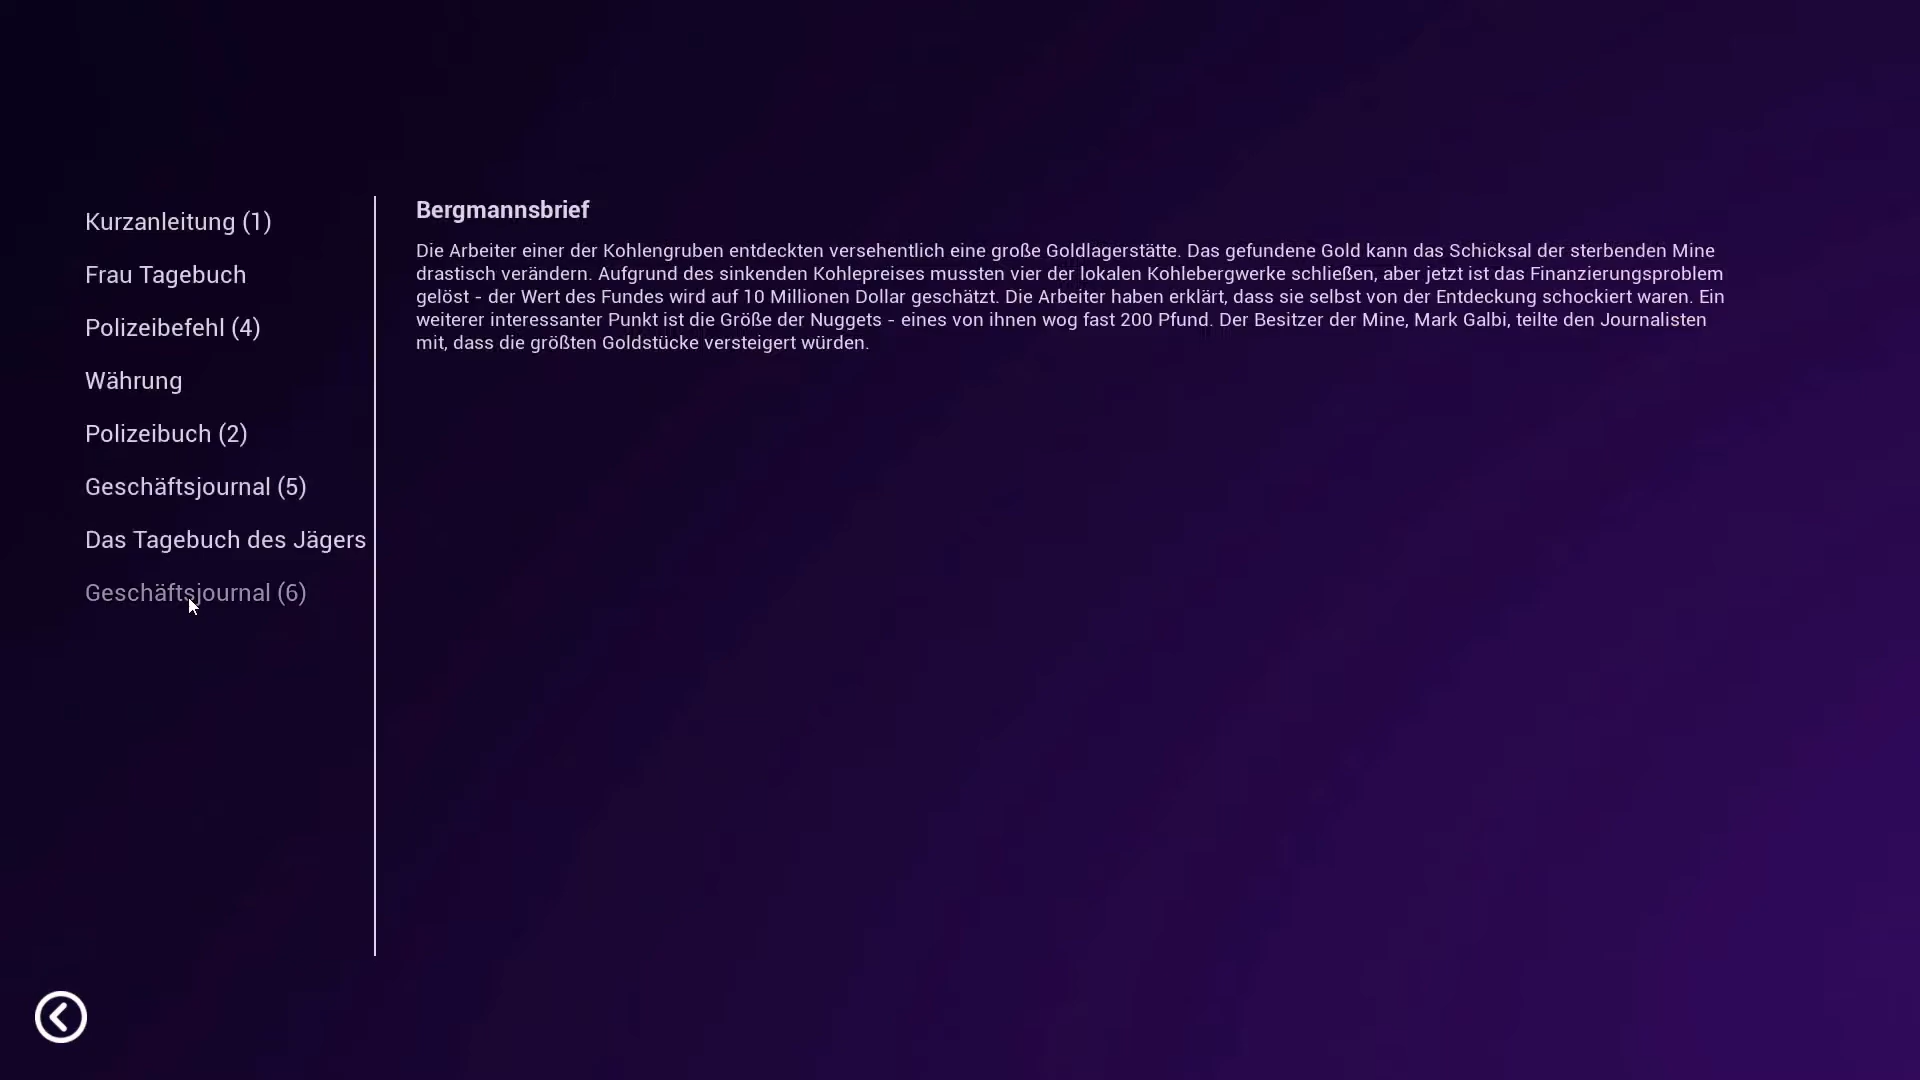 Kurzanleitung (1)
Frau Tagebuch
Polizeibefehl (4)
Währung
Polizeibuch (2)
Geschäftsjournal (5)
Das Tagebuch des Jägers
Geschäftsjournal (6)
Bergmannsbrief
Die Arbeiter einer der Kohlengruben entdeckten versehentlich eine große Goldlagerstätte. Das gefundene Gold kann das Schicksal der sterbenden Mine
drastisch verändern. Aufgrund des sinkenden Kohlepreises mussten vier der lokalen Kohlebergwerke schließen, aber jetzt ist das Finanzierungsproblem
gelöst - der Wert des Fundes wird auf 10 Millionen Dollar geschätzt. Die Arbeiter haben erklärt, dass sie selbst von der Entdeckung schockiert waren. Ein
weiterer interessanter Punkt ist die Größe der Nuggets - eines von ihnen wog fast 200 Pfund. Der Besitzer der Mine, Mark Galbi, teilte den Journalisten
mit, dass die größten Goldstücke versteigert würden.